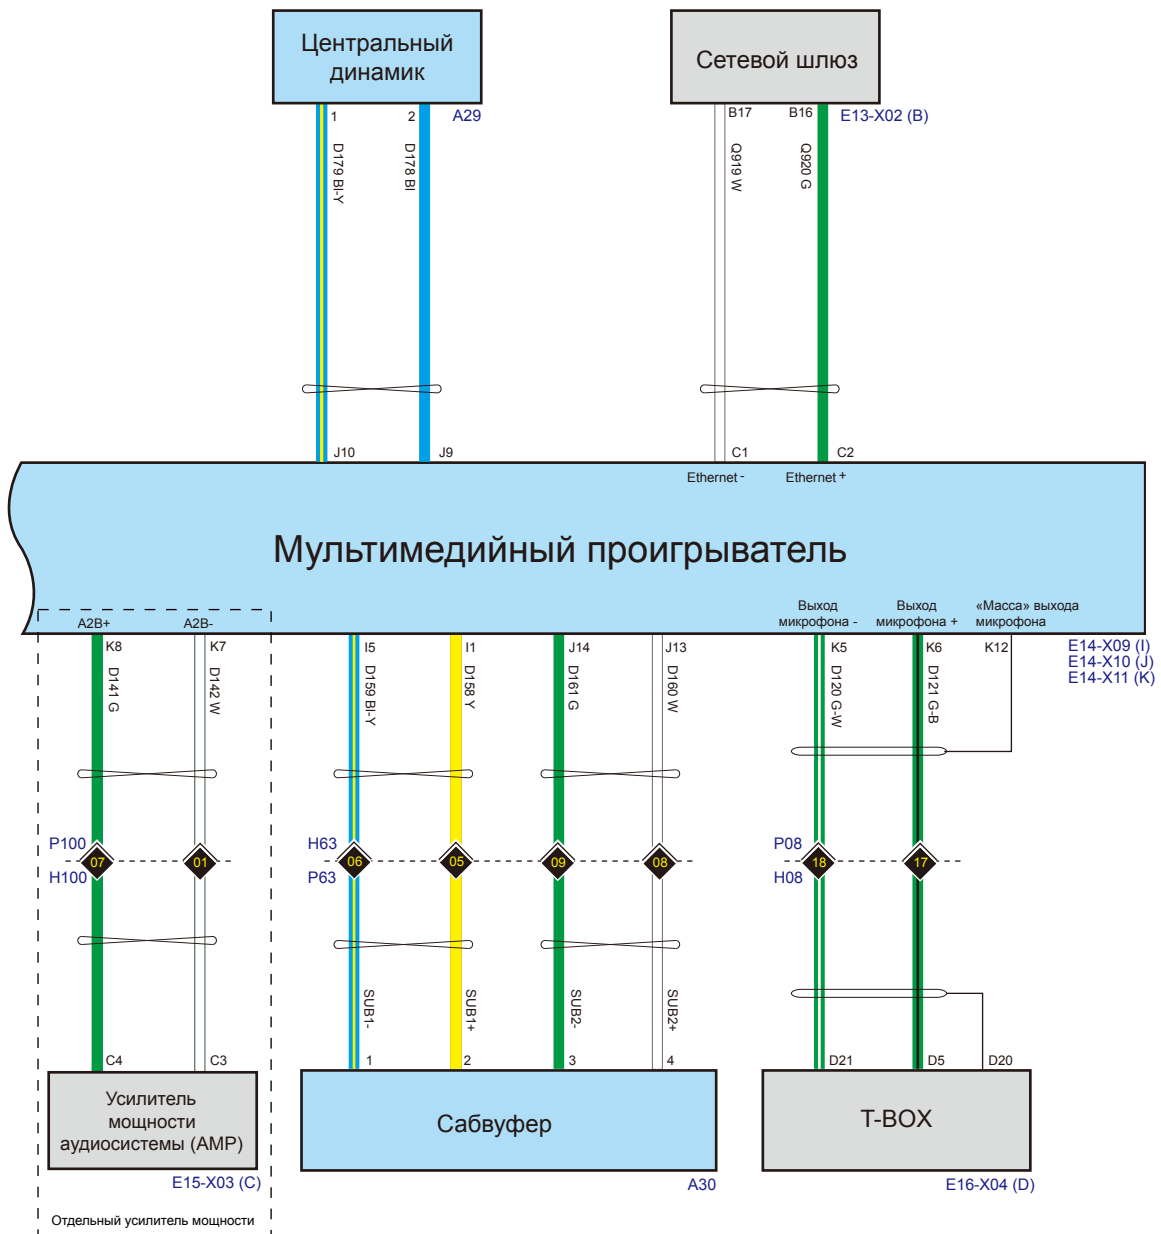 Центральный
динамик
Сетевой шлюз
1
2
A29
B17
B16
E13-X02 (B)
D179 Bl-Y
D178 Bl
Q919 W
Q920 G
J10
J9
C1
C2
Ethernet -
Ethernet +
Мультимедийный проигрыватель
A2B+
A2B-
Выход
микрофона -
Выход
микрофона +
«Масса» выхода
микрофона
K8
K7
I5
I1
J14
J13
K5
K6
K12
E14-X09 (I)
E14-X10 (J)
E14-X11 (K)
D141 G
D142 W
D159 Bl-Y
D158 Y
D161 G
D160 W
D120 G-W
D121 G-B
P100
H100
07
01
H63
P63
06
05
09
08
P08
H08
18
17
SUB1-
SUB1+
SUB2-
SUB2+
C4
C3
1
2
3
4
D21
D5
D20
Усилитель
мощности
аудиосистемы (AMP)
Сабвуфер
T-BOX
E15-X03 (C)
A30
E16-X04 (D)
Отдельный усилитель мощности